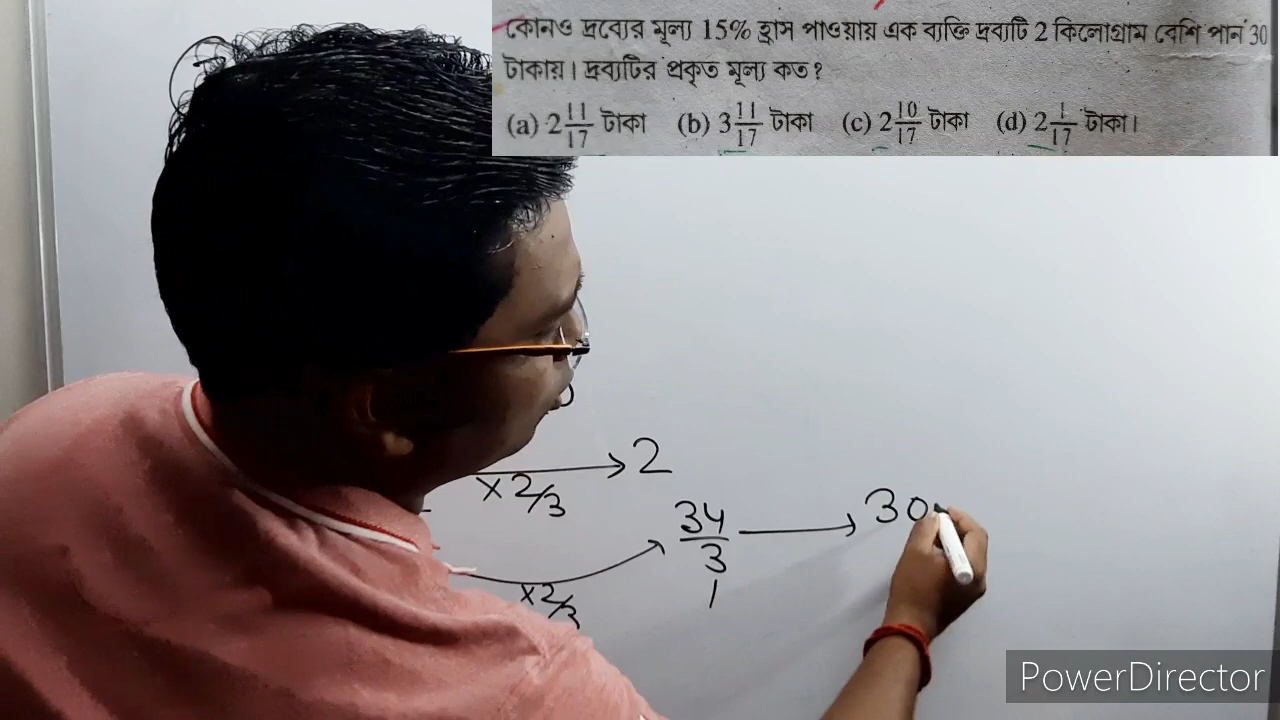 কোনও দ্রব্যের মূল্য 15% হ্রাস পাওয়ায় এক ব্যক্তি দ্রব্যটি 2 কিলোগ্রাম বেশি পান 30
টাকায়। দ্রব্যটির প্রকৃত মূল্য কত?
(a) 2 11/17 টাকা (b) 3 11/17 টাকা (c) 2 10/17 টাকা (d) 2 1/17 টাকা।
2
×2/3
34/3 30
×2/3
1
PowerDirector